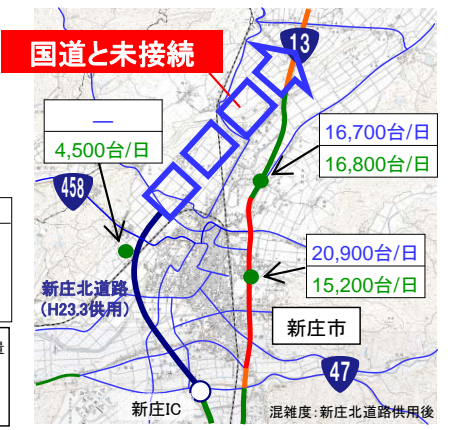 国道と未接続
13
―
4,500台/日
16,700台/日
16,800台/日
458
20,900台/日
15,200台/日
新庄北道路
(H23.3供用)
新庄市
量
47
新庄IC
混雑度:新庄北道路供用後